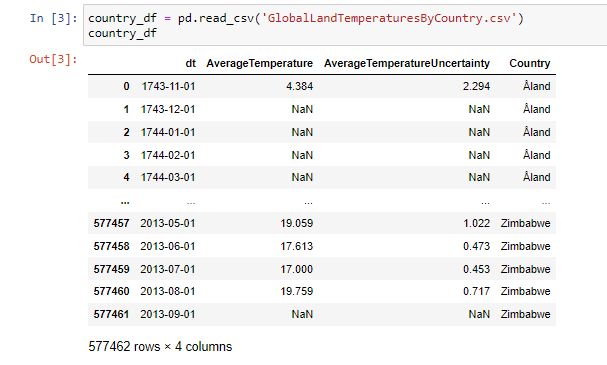 In [3]: country_df = pd.read_csv('GlobalLandTemperaturesByCountry.csv')
country_df
Out[3]:
dt AverageTemperature AverageTemperatureUncertainty Country
0 1743-11-01 4.384 2.294 Åland
1 1743-12-01 NaN NaN Åland
2 1744-01-01 NaN NaN Åland
3 1744-02-01 NaN NaN Åland
4 1744-03-01 NaN NaN Åland
... ... ... ... ...
577457 2013-05-01 19.059 1.022 Zimbabwe
577458 2013-06-01 17.613 0.473 Zimbabwe
577459 2013-07-01 17.000 0.453 Zimbabwe
577460 2013-08-01 19.759 0.717 Zimbabwe
577461 2013-09-01 NaN NaN Zimbabwe
577462 rows × 4 columns